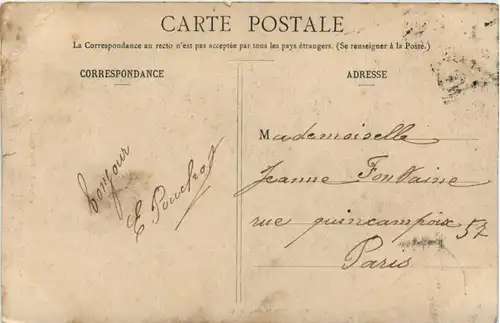 CARTE POSTALE
La Correspondance au recto n'est pas acceptée par tous les pays étrangers. (Se renseigner à la Poste.)
CORRESPONDANCE
bonjour
E
ADRESSE
Mademoiselle
Jeanne Fontaine
rue quincampoix 57
Paris